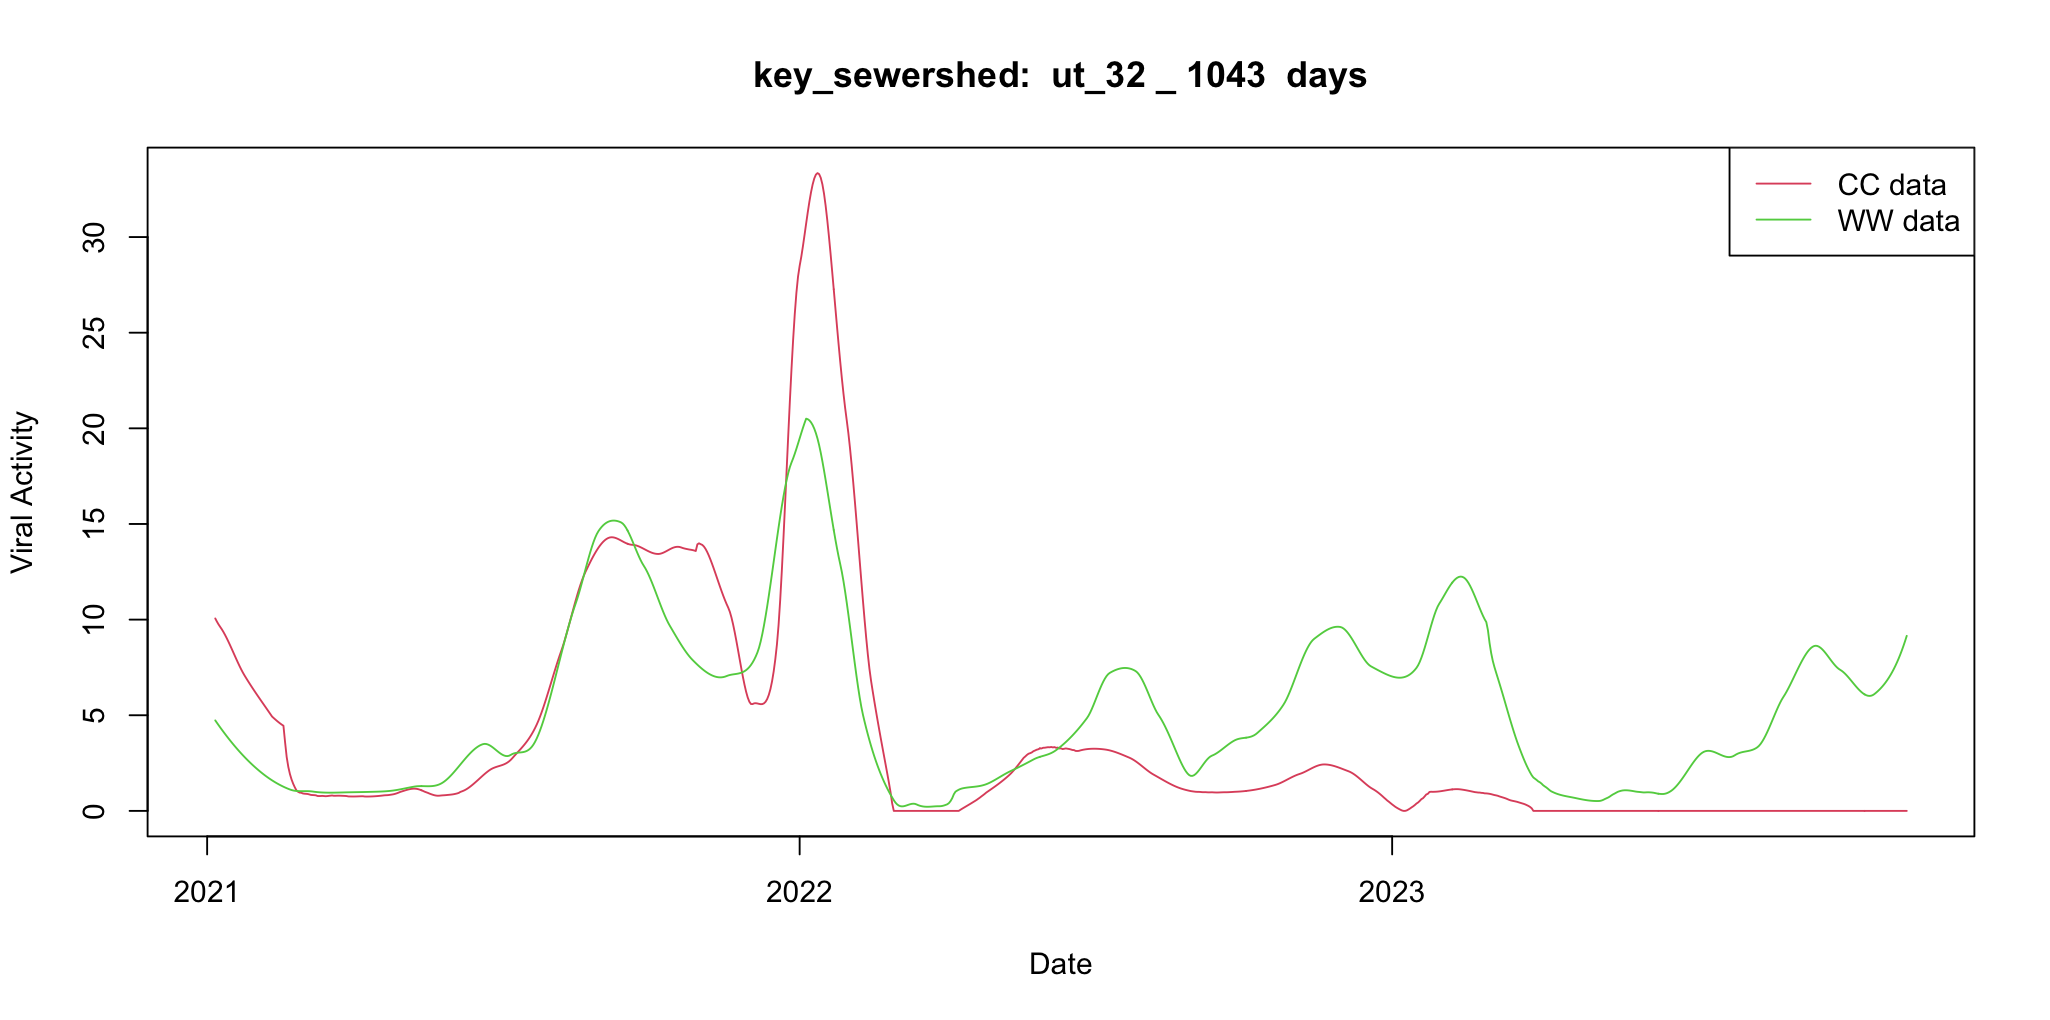 key_sewershed:  ut_32 _ 1043  days
CC data
WW data
Viral Activity
30
25
20
15
10
5
0
2021
2022
2023
Date